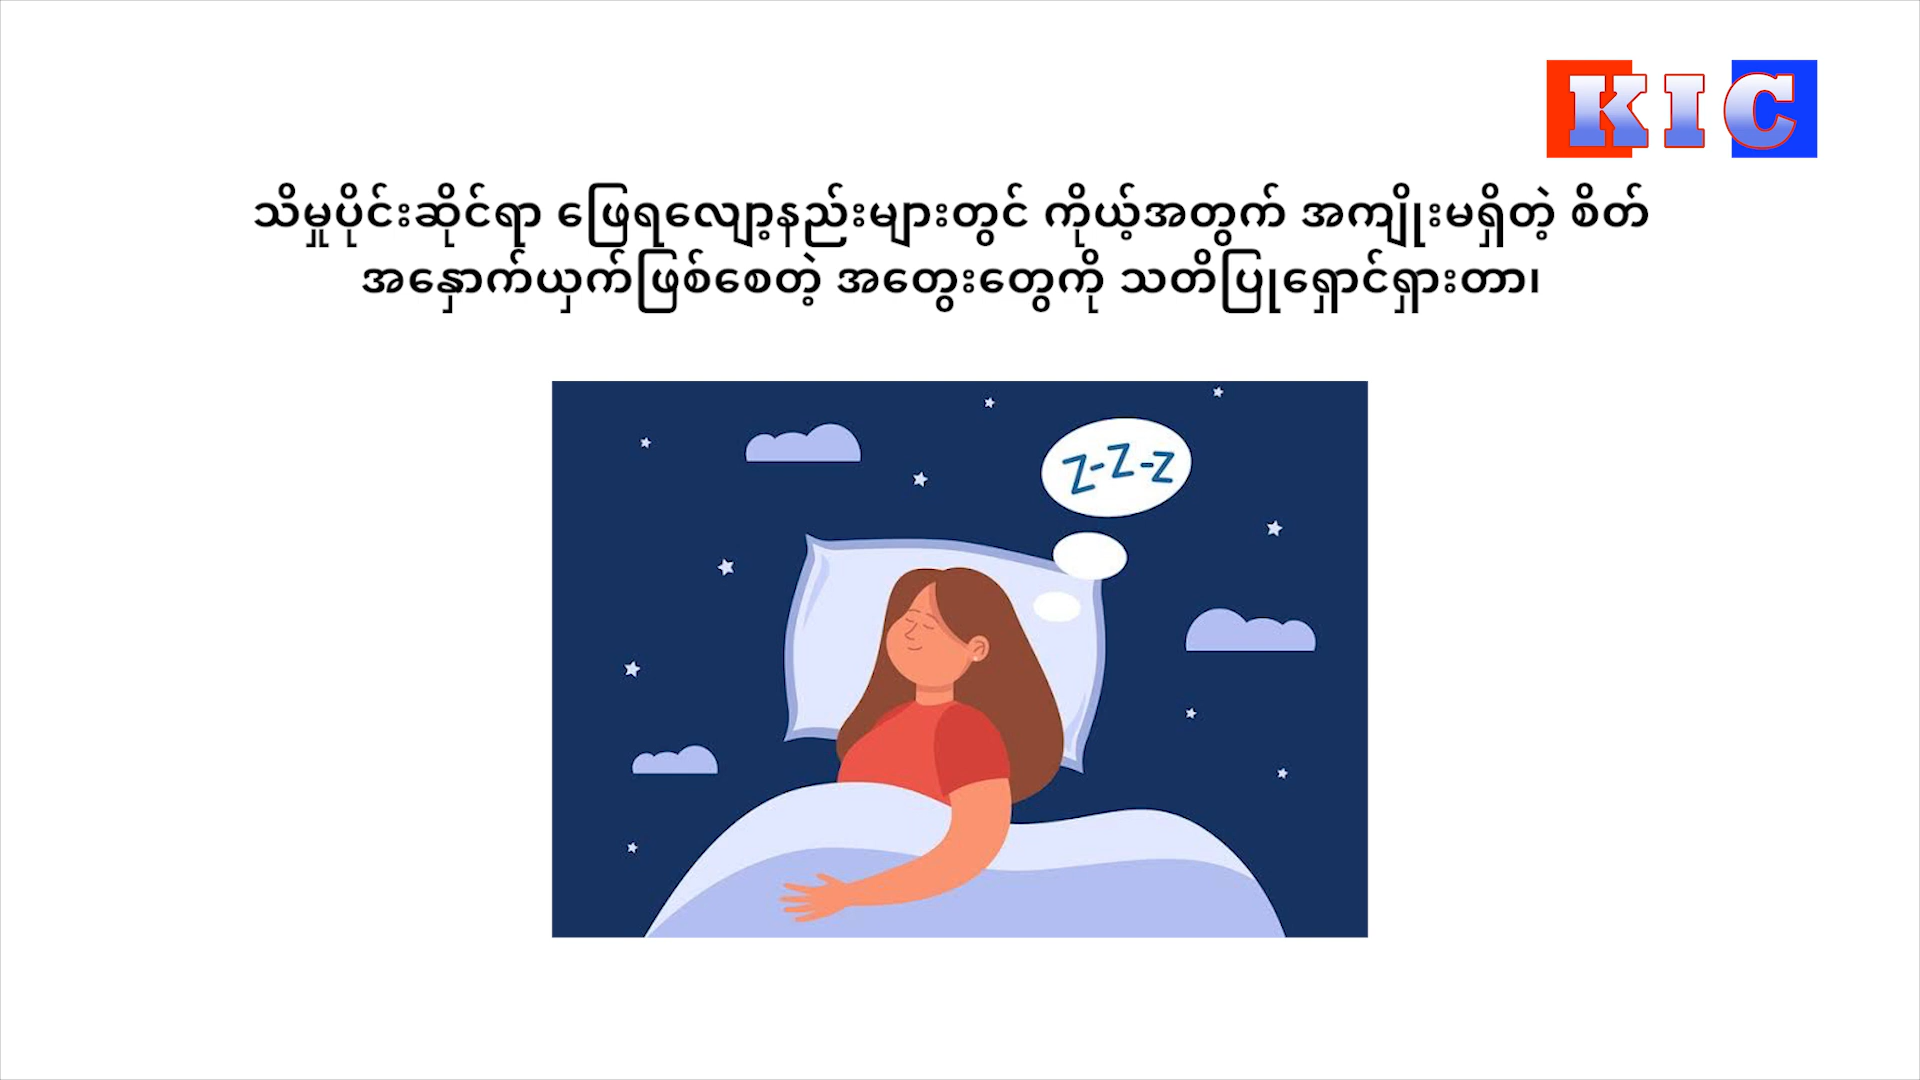 KIC
သိမှုပိုင်းဆိုင်ရာ ဖြေရလျော့နည်းများတွင် ကိုယ့်အတွက် အကျိုးမရှိတဲ့ စိတ်
အနှောက်ယှက်ဖြစ်စေတဲ့ အတွေးတွေကို သတိပြုရှောင်ရှားတာ၊
Z-Z-Z